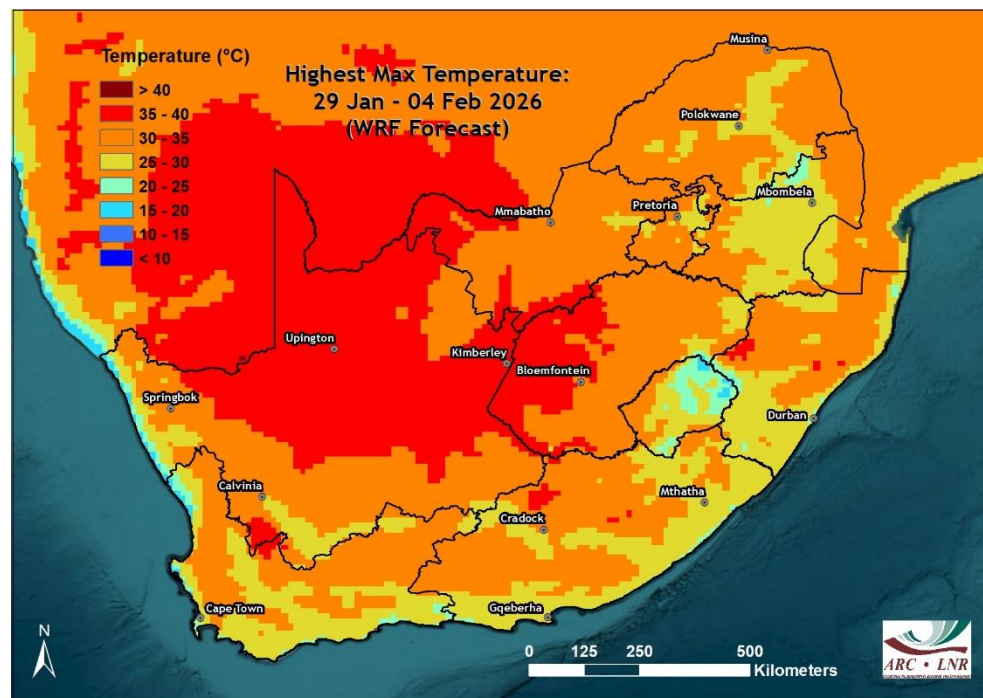 Temperature (°C)
> 40
35 - 40
30 - 35
25 - 30
20 - 25
15 - 20
10 - 15
< 10
Highest Max Temperature:
29 Jan - 04 Feb 2026
(WRF Forecast)
Musina
Polokwane
Mbombela
Pretoria
Mmabatho
Upington
Kimberley
Bloemfontein
Springbok
Durban
Calvinia
Mthatha
Cradock
Cape Town
Gqeberha
N
0 125 250 500
Kilometers
ARC • LNR